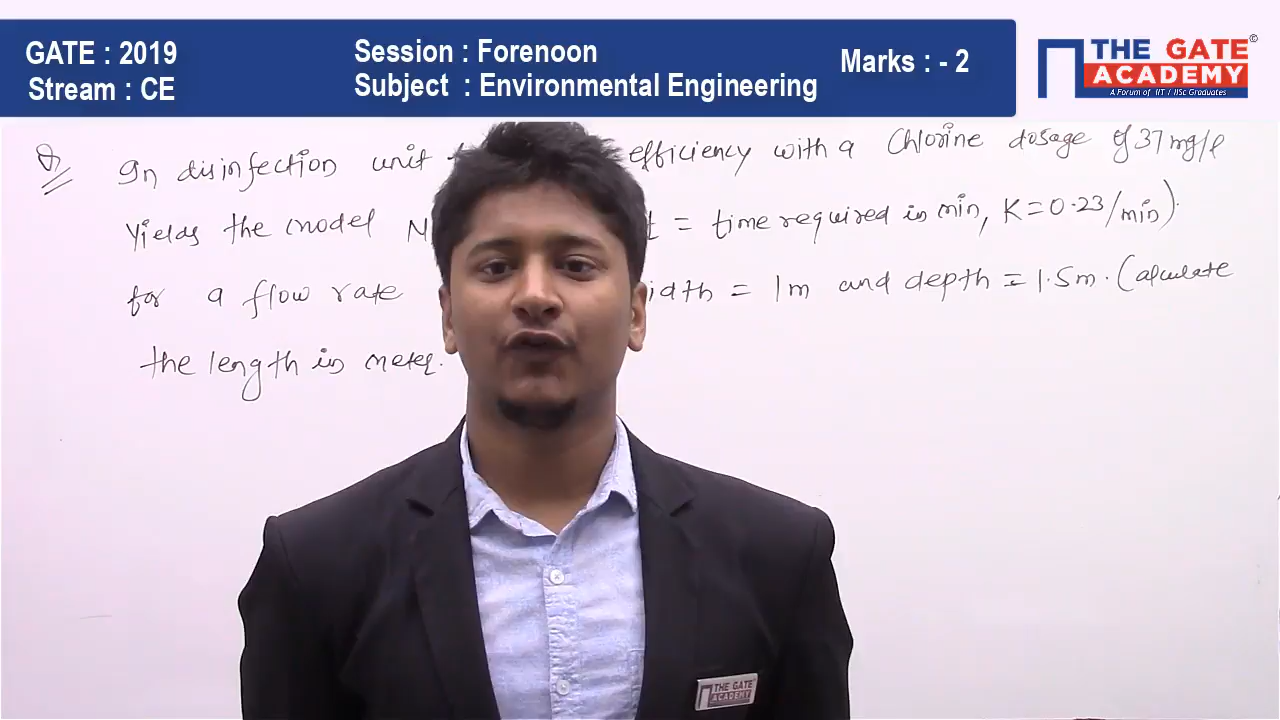 GATE : 2019
Stream : CE
Session : Forenoon
Subject : Environmental Engineering
Marks : - 2
THE GATE ACADEMY ©
A Forum of IIT / IISc Graduates
Q In disinfection unit efficiency with a Chlorine dosage of 37 mg/l
Yields the model N = time required in min, K = 0.23/min).
for a flow rate = 1m and depth = 1.5m. Calculate
the length in meter.
THE GATE
ACADEMY